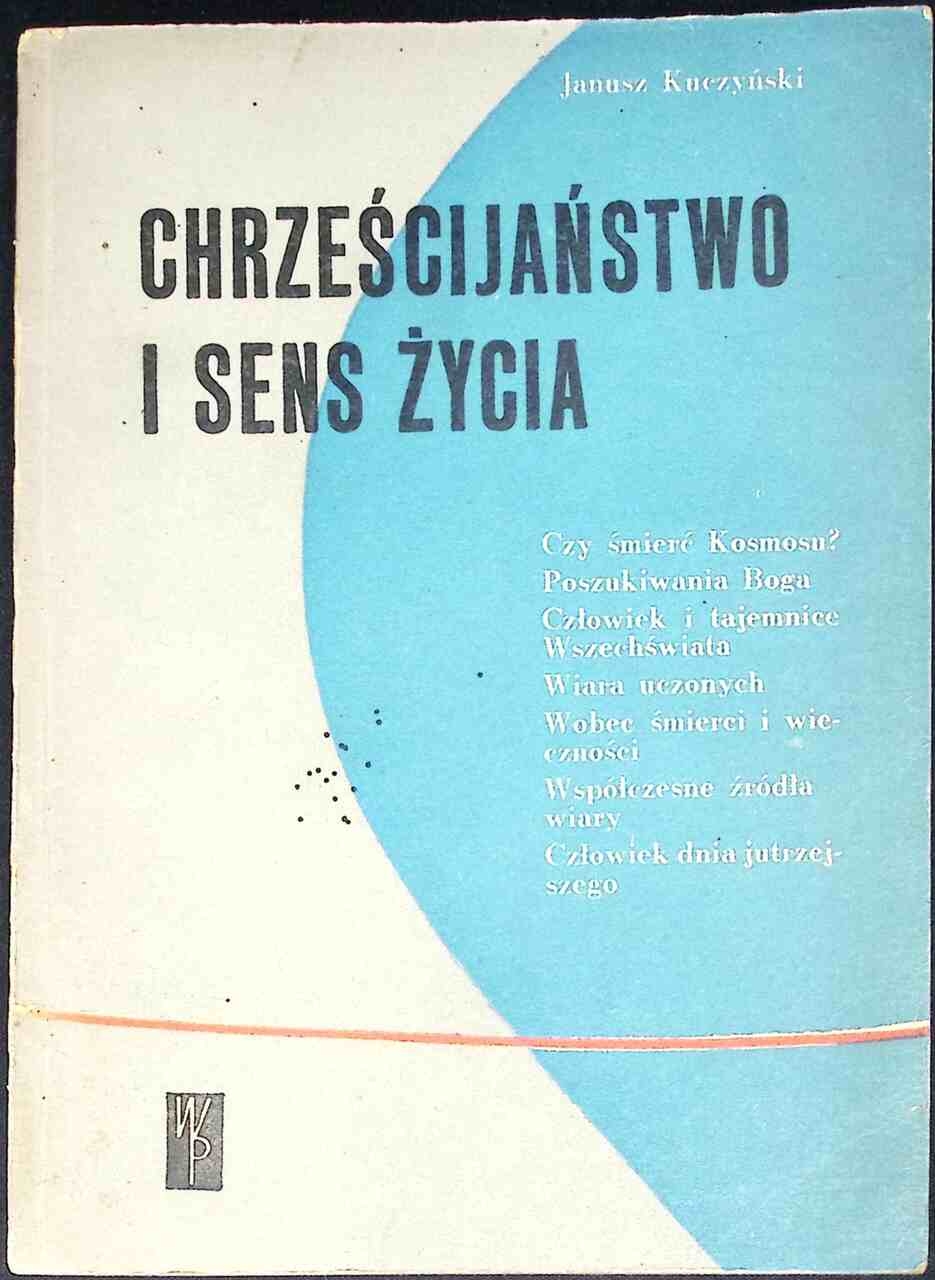 Janusz Kuczyński
CHRZEŚCIJAŃSTWO
I SENS ŻYCIA
Czy śmierć Kosmosu?
Poszukiwania Boga
Człowiek i tajemnice
Wszechświata
Wiara uczonych
Wobec śmierci i wie-
czności
Współczesne źródła
wiary
Człowiek dnia jutrzej-
szego
WP